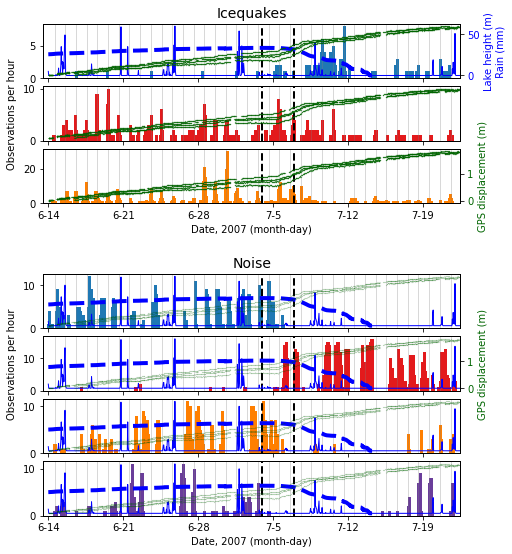 Icequakes
5
0
50
0
Lake height (m)
Rain (mm)
10
0
Observations per hour
20
0
1
0
GPS displacement (m)
6-14 6-21 6-28 7-5 7-12 7-19
Date, 2007 (month-day)
Noise
10
0
10
0
Observations per hour
1
0
GPS displacement (m)
10
0
10
0
6-14 6-21 6-28 7-5 7-12 7-19
Date, 2007 (month-day)